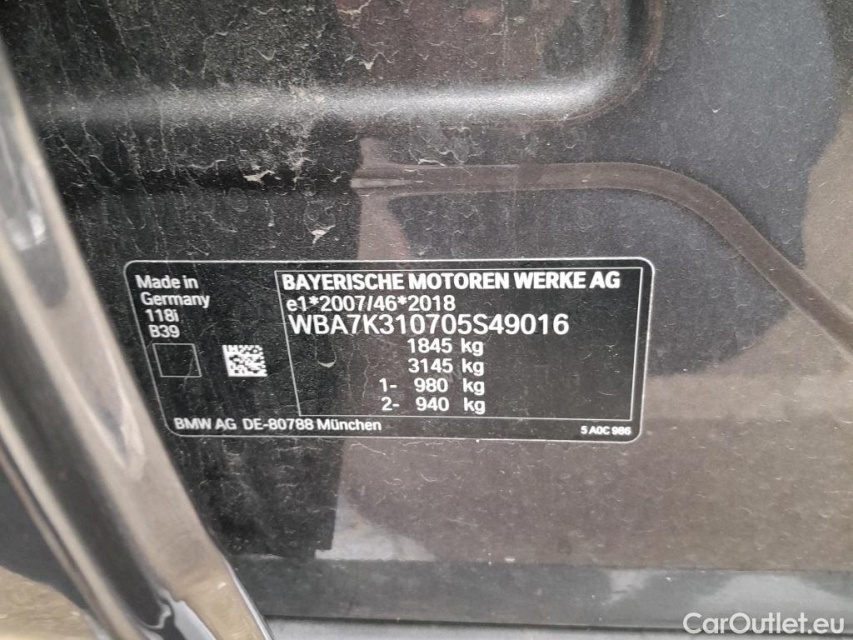 Made in
Germany
118i
B39
BAYERISCHE MOTOREN WERKE AG
e1*2007/46*2018
WBA7K310705S49016
1845 kg
3145 kg
1- 980 kg
2- 940 kg
BMW AG DE-80788 München
5 A0C 986
CarOutlet.eu